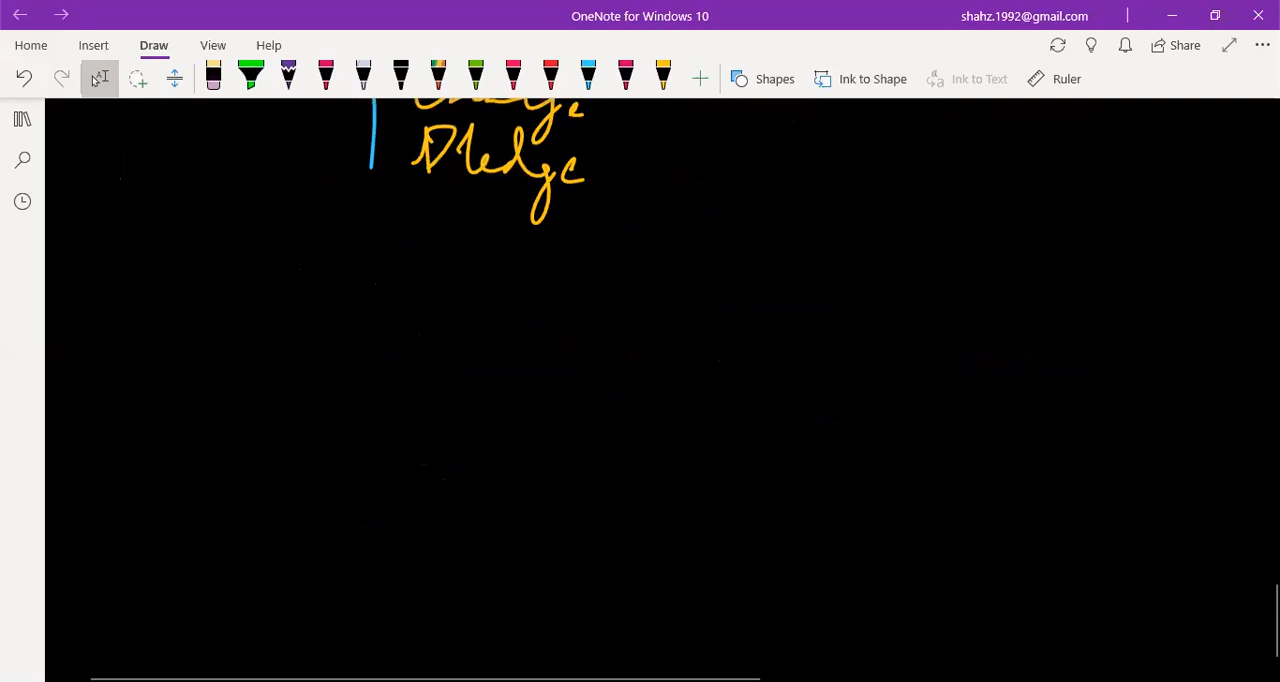 OneNote for Windows 10
shahz.1992@gmail.com
Home Insert Draw View Help
Share
Shapes Ink to Shape Ink to Text Ruler
Pledge